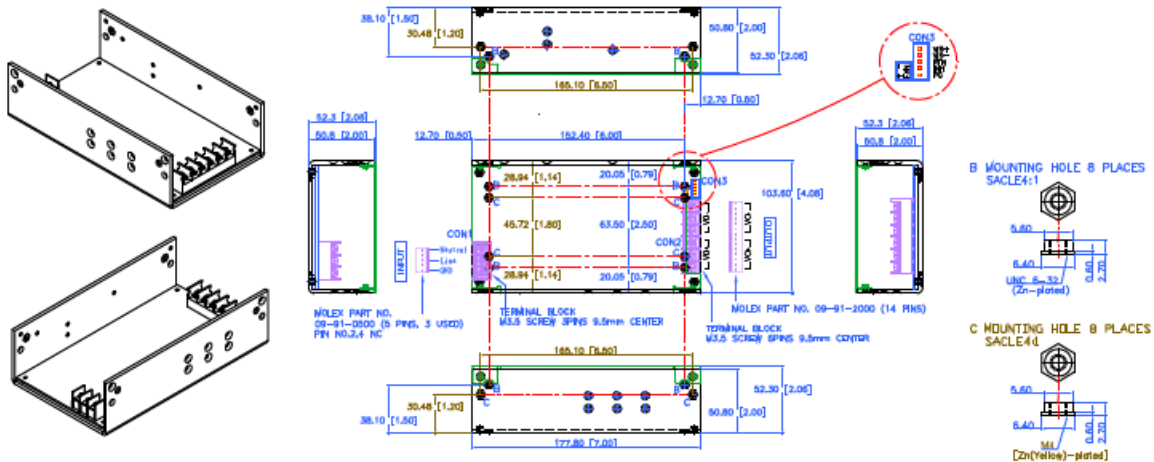 38.10 [1.50]
30.48 [1.20]
B
B
C
C
165.10 [6.50]
50.80 [2.00]
52.30 [2.06]
12.70 [0.50]
CON3
52.3 [2.06]
50.8 [2.00]
12.70 [0.50]
152.40 [6.00]
52.3 [2.06]
50.8 [2.00]
28.94 [1.14]
20.05 [0.79]
B
B
C
C
CON3
103.60 [4.08]
45.72 [1.80]
63.50 [2.50]
CON1
CON2
INPUT
Neutral
Line
GND
OUTPUT
C
C
B
B
28.94 [1.14]
20.05 [0.79]
MOLEX PART NO.
PIN NO.2,4 NC
TERMINAL BLOCK
M3.5 SCREW 3PINS 9.5mm CENTER
MOLEX PART NO. 09-91-2000 (14 PINS)
TERMINAL BLOCK
M3.5 SCREW 8PINS 9.5mm CENTER
165.10 [6.50]
B
B
C
C
30.48 [1.20]
38.10 [1.50]
52.30 [2.06]
50.80 [2.00]
177.80 [7.00]
B MOUNTING HOLE 8 PLACES
SACLE4:1
5.60
6.40
0.60
2.70
UNC 6-32
(Zn-plated)
C MOUNTING HOLE 8 PLACES
SACLE4:1
5.60
6.40
0.60
2.70
M4
[Zn(Yellow)-plated]